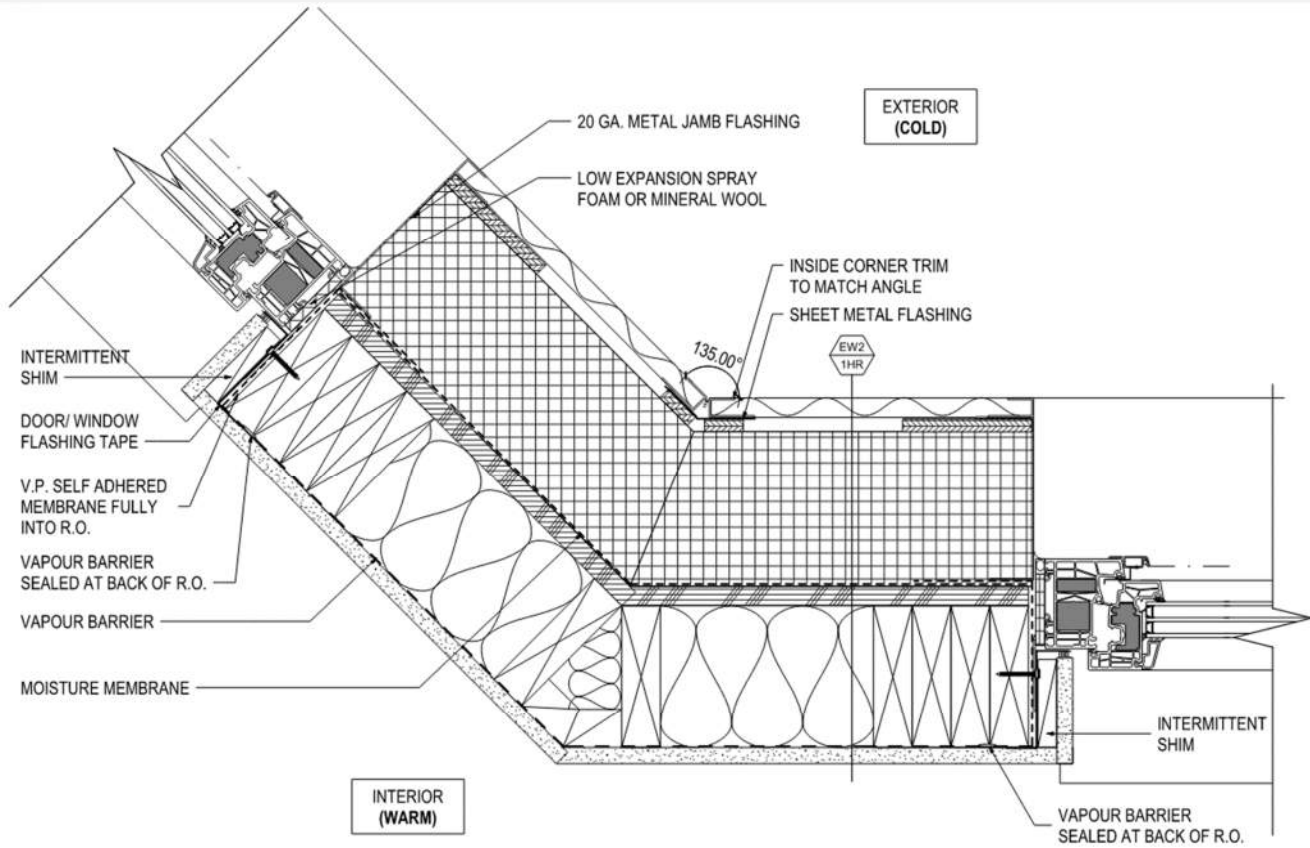 EXTERIOR
(COLD)
20 GA. METAL JAMB FLASHING
LOW EXPANSION SPRAY
FOAM OR MINERAL WOOL
INSIDE CORNER TRIM
TO MATCH ANGLE
SHEET METAL FLASHING
135.00°
EW2
1HR
INTERMITTENT
SHIM
DOOR/ WINDOW
FLASHING TAPE
V.P. SELF ADHERED
MEMBRANE FULLY
INTO R.O.
VAPOUR BARRIER
SEALED AT BACK OF R.O.
VAPOUR BARRIER
MOISTURE MEMBRANE
INTERIOR
(WARM)
INTERMITTENT
SHIM
VAPOUR BARRIER
SEALED AT BACK OF R.O.